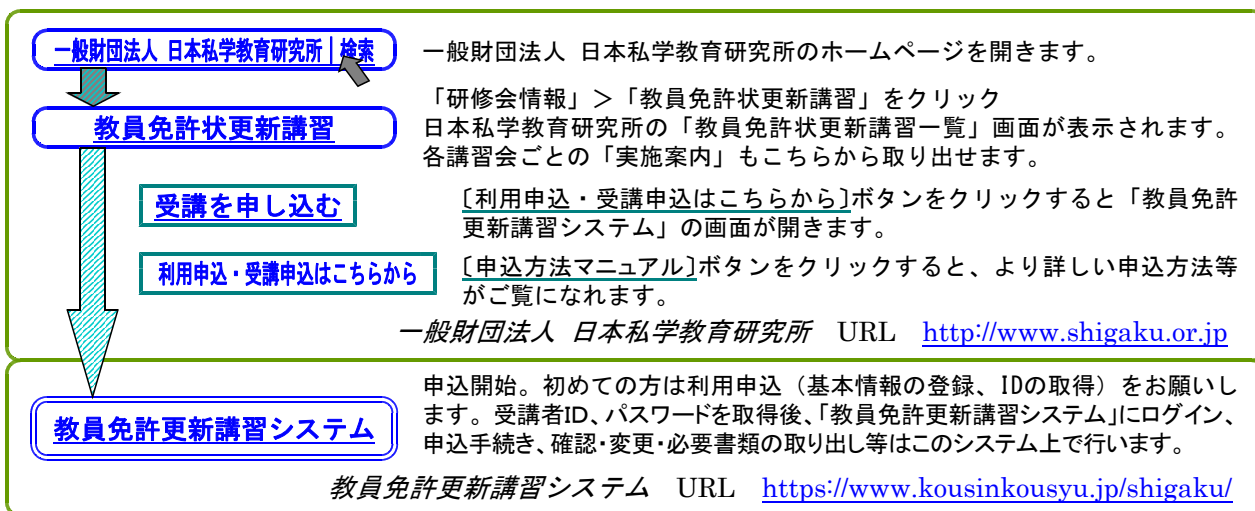 一般財団法人 日本私学教育研究所|検索
一般財団法人 日本私学教育研究所のホームページを開きます。
「研修会情報」>「教員免許状更新講習」をクリック
教員免許状更新講習
日本私学教育研究所の「教員免許状更新講習一覧」画面が表示されます。
各講習会ごとの「実施案内」もこちらから取り出せます。
受講を申し込む
〔利用申込・受講申込はこちらから〕ボタンをクリックすると「教員免許
更新講習システム」の画面が開きます。
利用申込・受講申込はこちらから
〔申込方法マニュアル〕ボタンをクリックすると、より詳しい申込方法等
がご覧になれます。
一般財団法人 日本私学教育研究所 URL http://www.shigaku.or.jp
教員免許更新講習システム
申込開始。初めての方は利用申込(基本情報の登録、IDの取得)をお願いし
ます。受講者ID、パスワードを取得後、「教員免許更新講習システム」にログイン、
申込手続き、確認・変更・必要書類の取り出し等はこのシステム上で行います。
教員免許更新講習システム URL https://www.kousinkousyu.jp/shigaku/